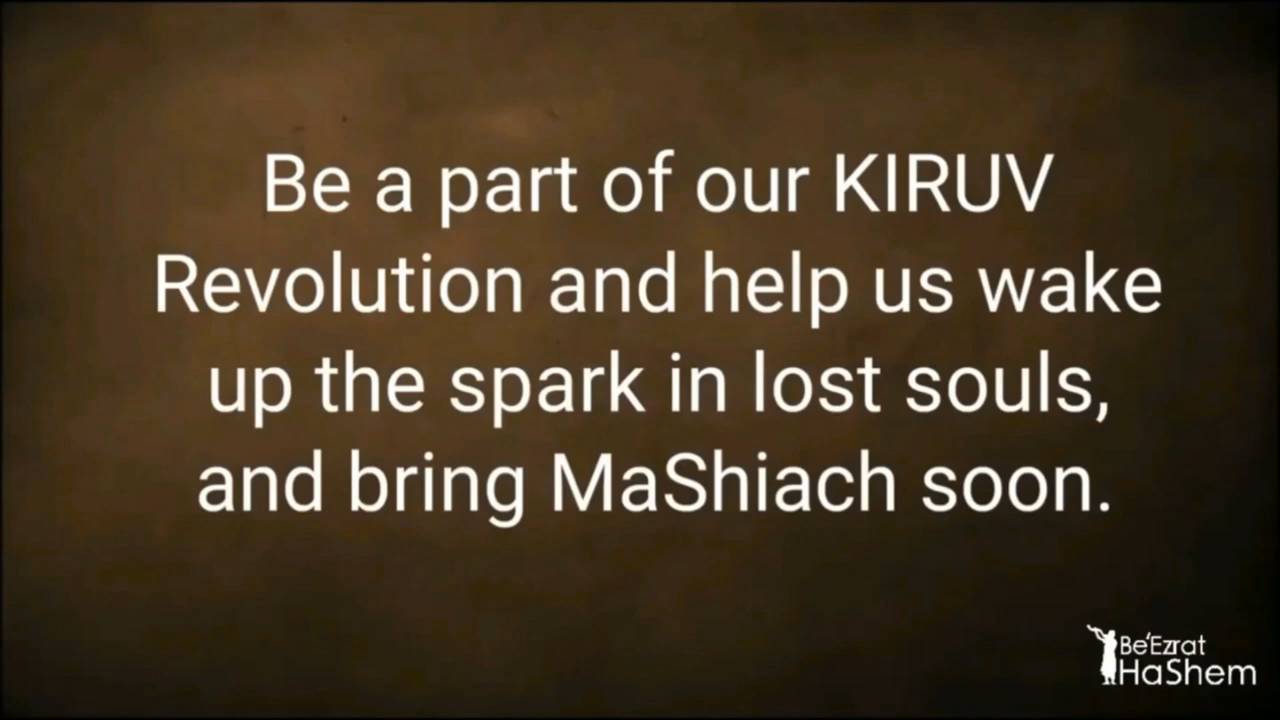 Be a part of our KIRUV
Revolution and help us wake
up the spark in lost souls,
and bring MaShiach soon.
Be'Ezrat
HaShem